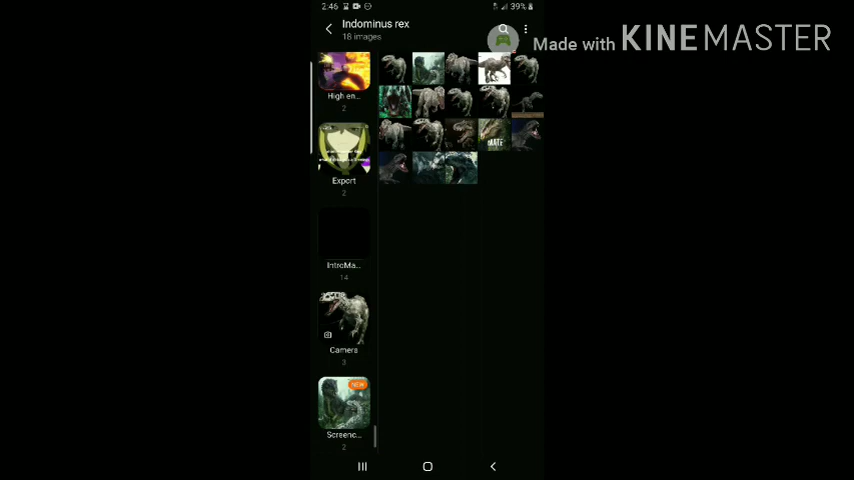 2:46
39%
Indominus rex
18 images
Made with KINEMASTER
High en...
2
Export
2
IntroMa...
14
Camera
3
NEW
Screenc...
2
MATE